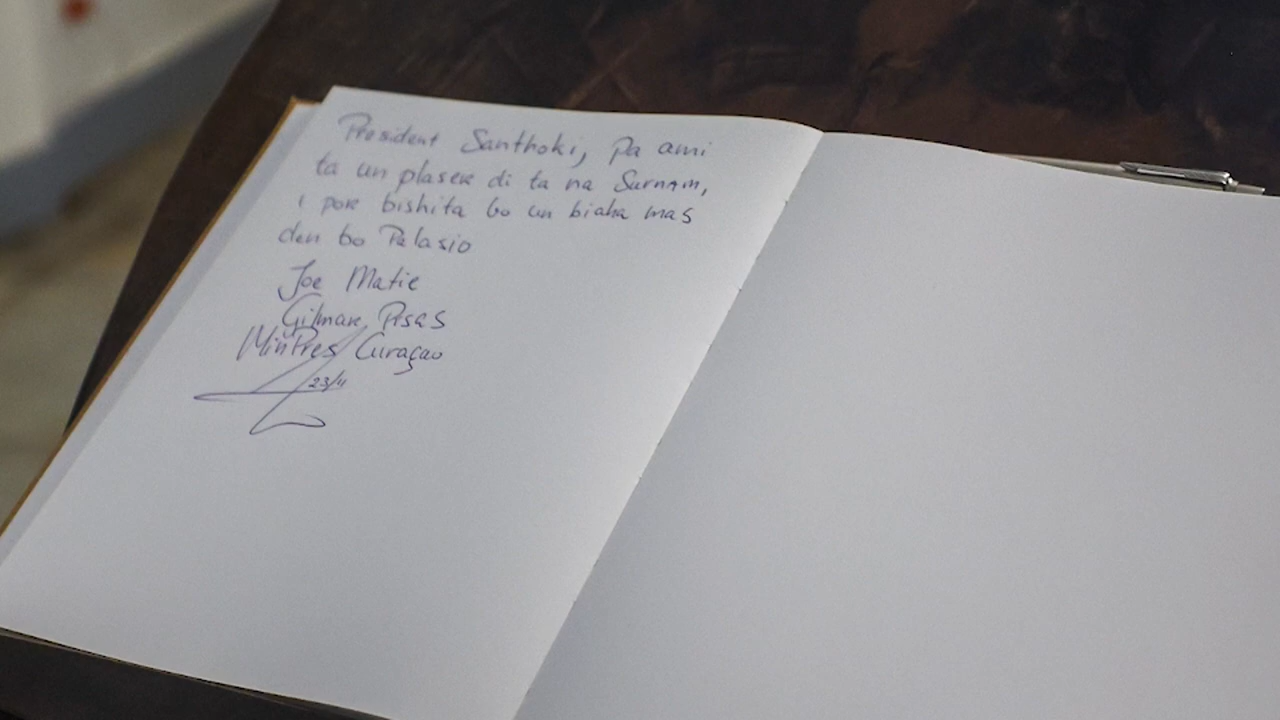 President Santhoki, pa ami
ta un plaser di ta na Surnam,
i por bishita bo un biaha mas
den bo Palasio
Joe Matie
Gilmar Pisas
MinPres Curaçao
23/11